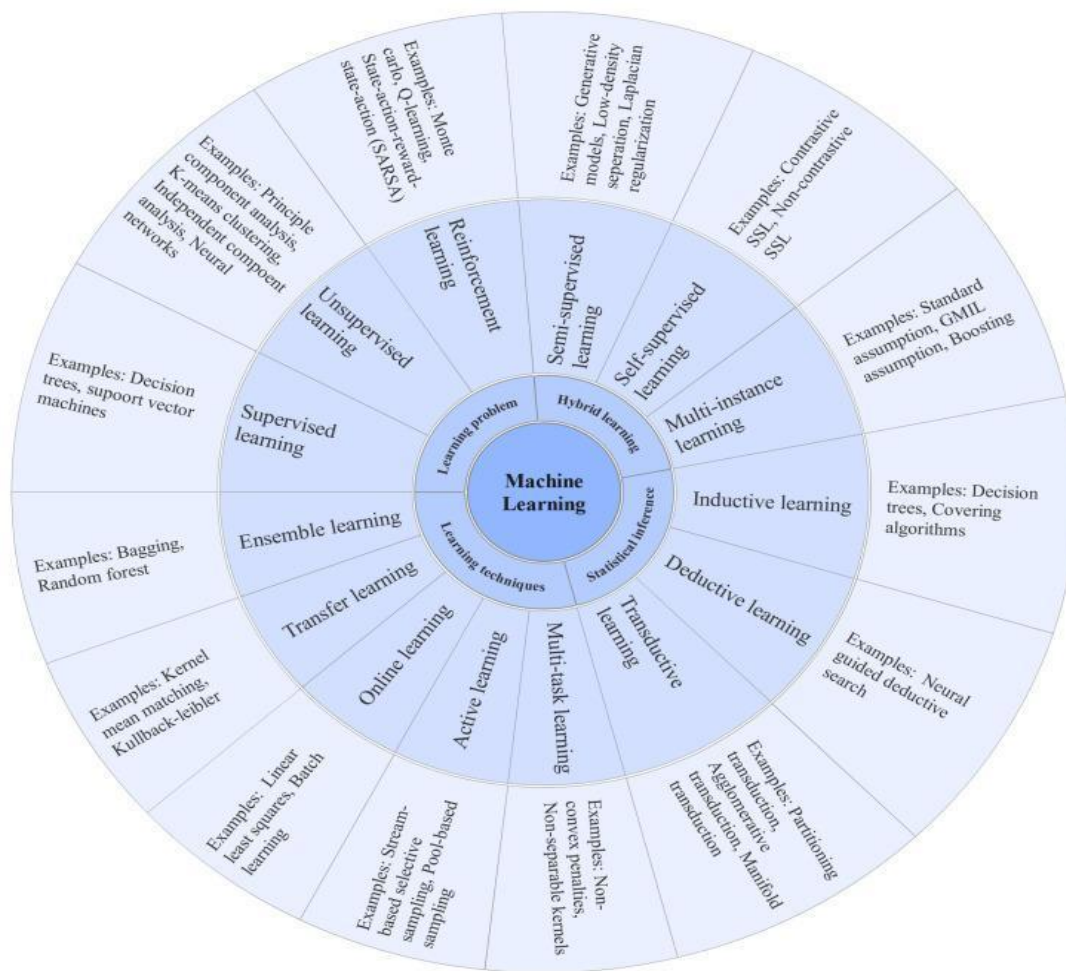 Machine
Learning
Learning problem
Hybrid learning
Statistical inference
Learning techniques
Supervised
learning
Examples: Decision
trees, supoort vector
machines
Unsupervised
learning
Examples: Principle
component analysis,
K-means clustering,
Independent compoent
analysis, Neural
networks
Reinforcement
learning
Examples: Monte
carlo, Q-learning,
State-action-reward-
state-action (SARSA)
Semi-supervised
learning
Examples: Generative
models, Low-density
seperation, Laplacian
regularization
Self-supervised
learning
Examples: Contrastive
SSL, Non-contrastive
SSL
Multi-instance
learning
Examples: Standard
assumption, GMIL
assumption, Boosting
Inductive learning
Examples: Decision
trees, Covering
algorithms
Deductive learning
Examples: Neural
guided deductive
search
Transductive
learning
Examples: Partitioning
transduction,
Agglomerative
transduction, Manifold
transduction
Multi-task learning
Examples: Non-
convex penalties,
Non-separable kernels
Active learning
Examples: Stream-
based selective
sampling, Pool-based
sampling
Online learning
Examples: Linear
least squares, Batch
learning
Transfer learning
Examples: Kernel
mean matching,
Kullback-leibler
Ensemble learning
Examples: Bagging,
Random forest